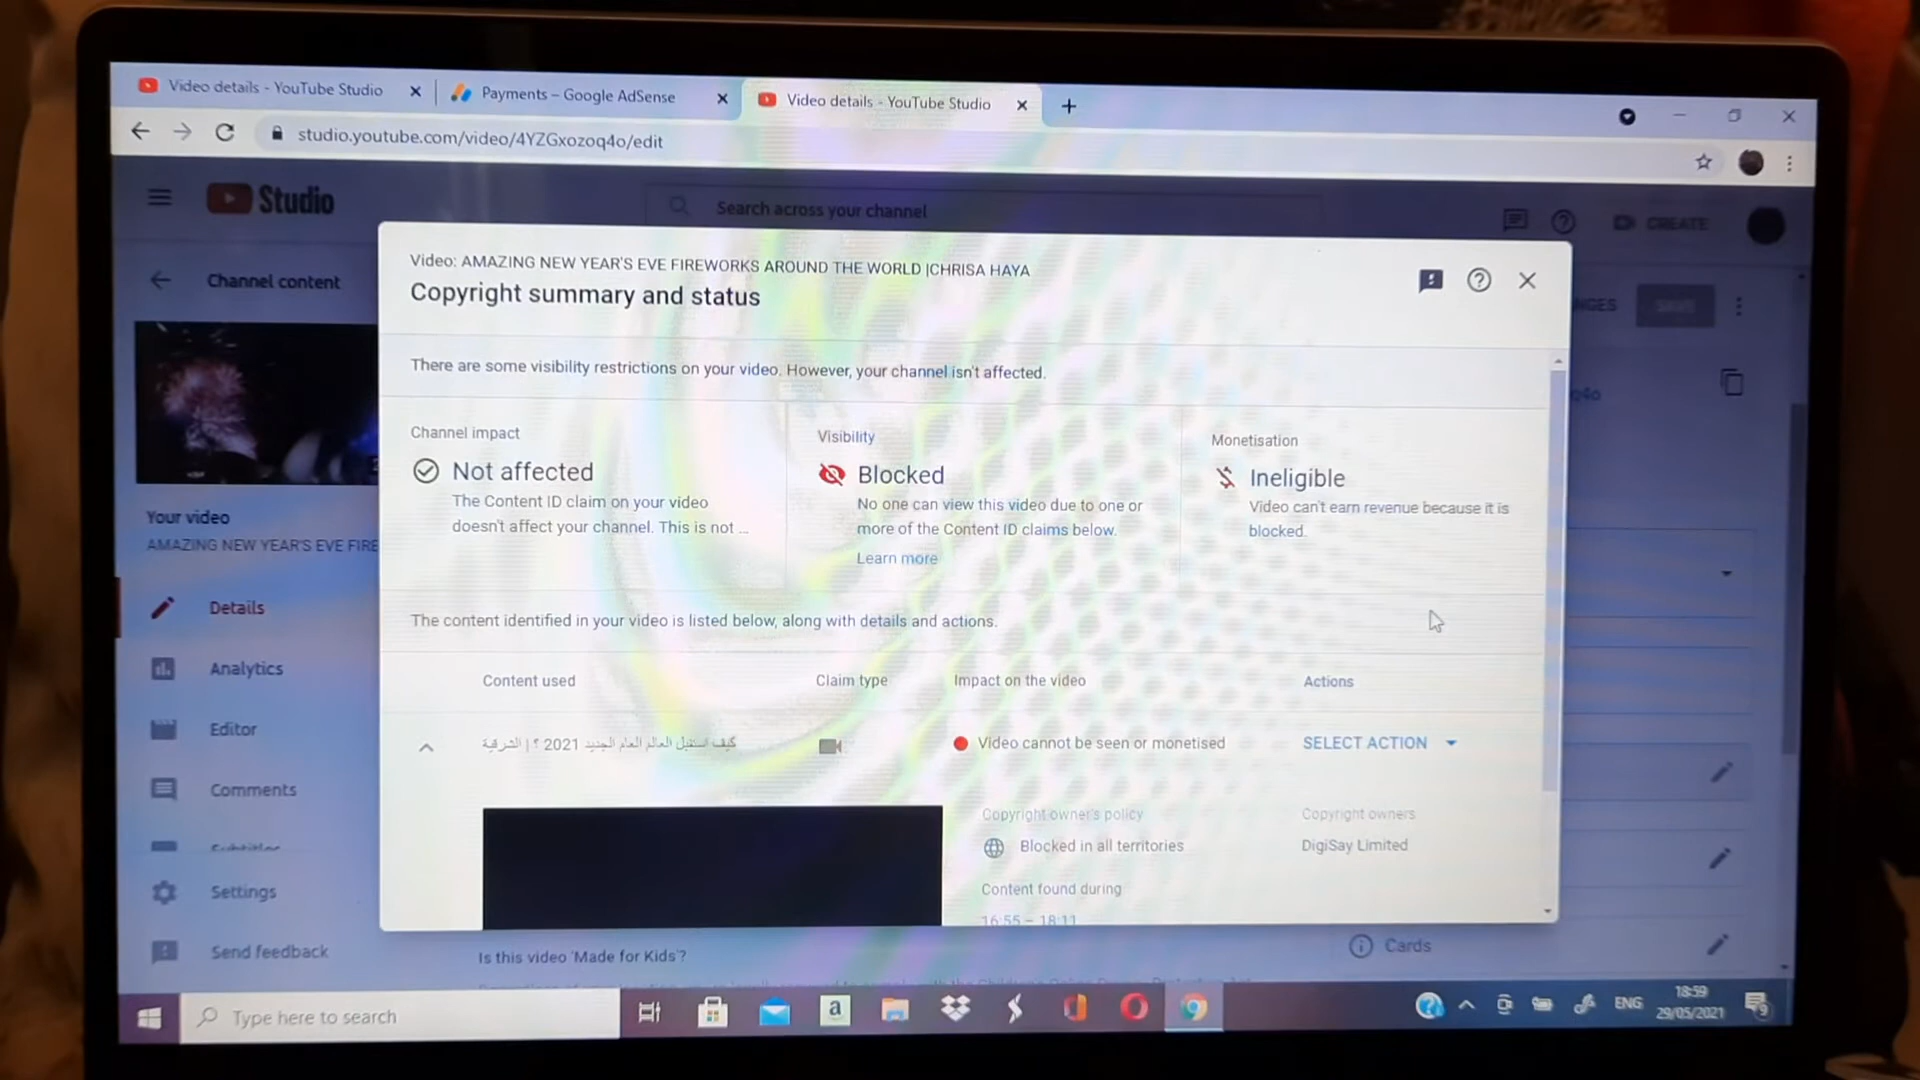 Video details - YouTube Studio
Payments – Google AdSense
Video details - YouTube Studio
studio.youtube.com/video/4YZGxozoq4o/edit
Studio
Search across your channel
CREATE
Channel content
Video: AMAZING NEW YEAR'S EVE FIREWORKS AROUND THE WORLD |CHRISA HAYA
Copyright summary and status
There are some visibility restrictions on your video. However, your channel isn't affected.
Channel impact
Not affected
The Content ID claim on your video
doesn't affect your channel. This is not ...
Visibility
Blocked
No one can view this video due to one or
more of the Content ID claims below.
Learn more
Monetisation
Ineligible
Video can't earn revenue because it is
blocked.
The content identified in your video is listed below, along with details and actions.
Content used
Claim type
Impact on the video
Actions
كيف استقبل العالم العام الجديد 2021 ؟ | الشرقية
Video cannot be seen or monetised
SELECT ACTION
Copyright owner's policy
Blocked in all territories
Copyright owners
DigiSay Limited
Content found during
16:55 – 18:11
Your video
AMAZING NEW YEAR'S EVE FIRE
Details
Analytics
Editor
Comments
Subtitles
Settings
Send feedback
Is this video 'Made for Kids'?
Cards
Type here to search
a
ENG
18:59
29/05/2021